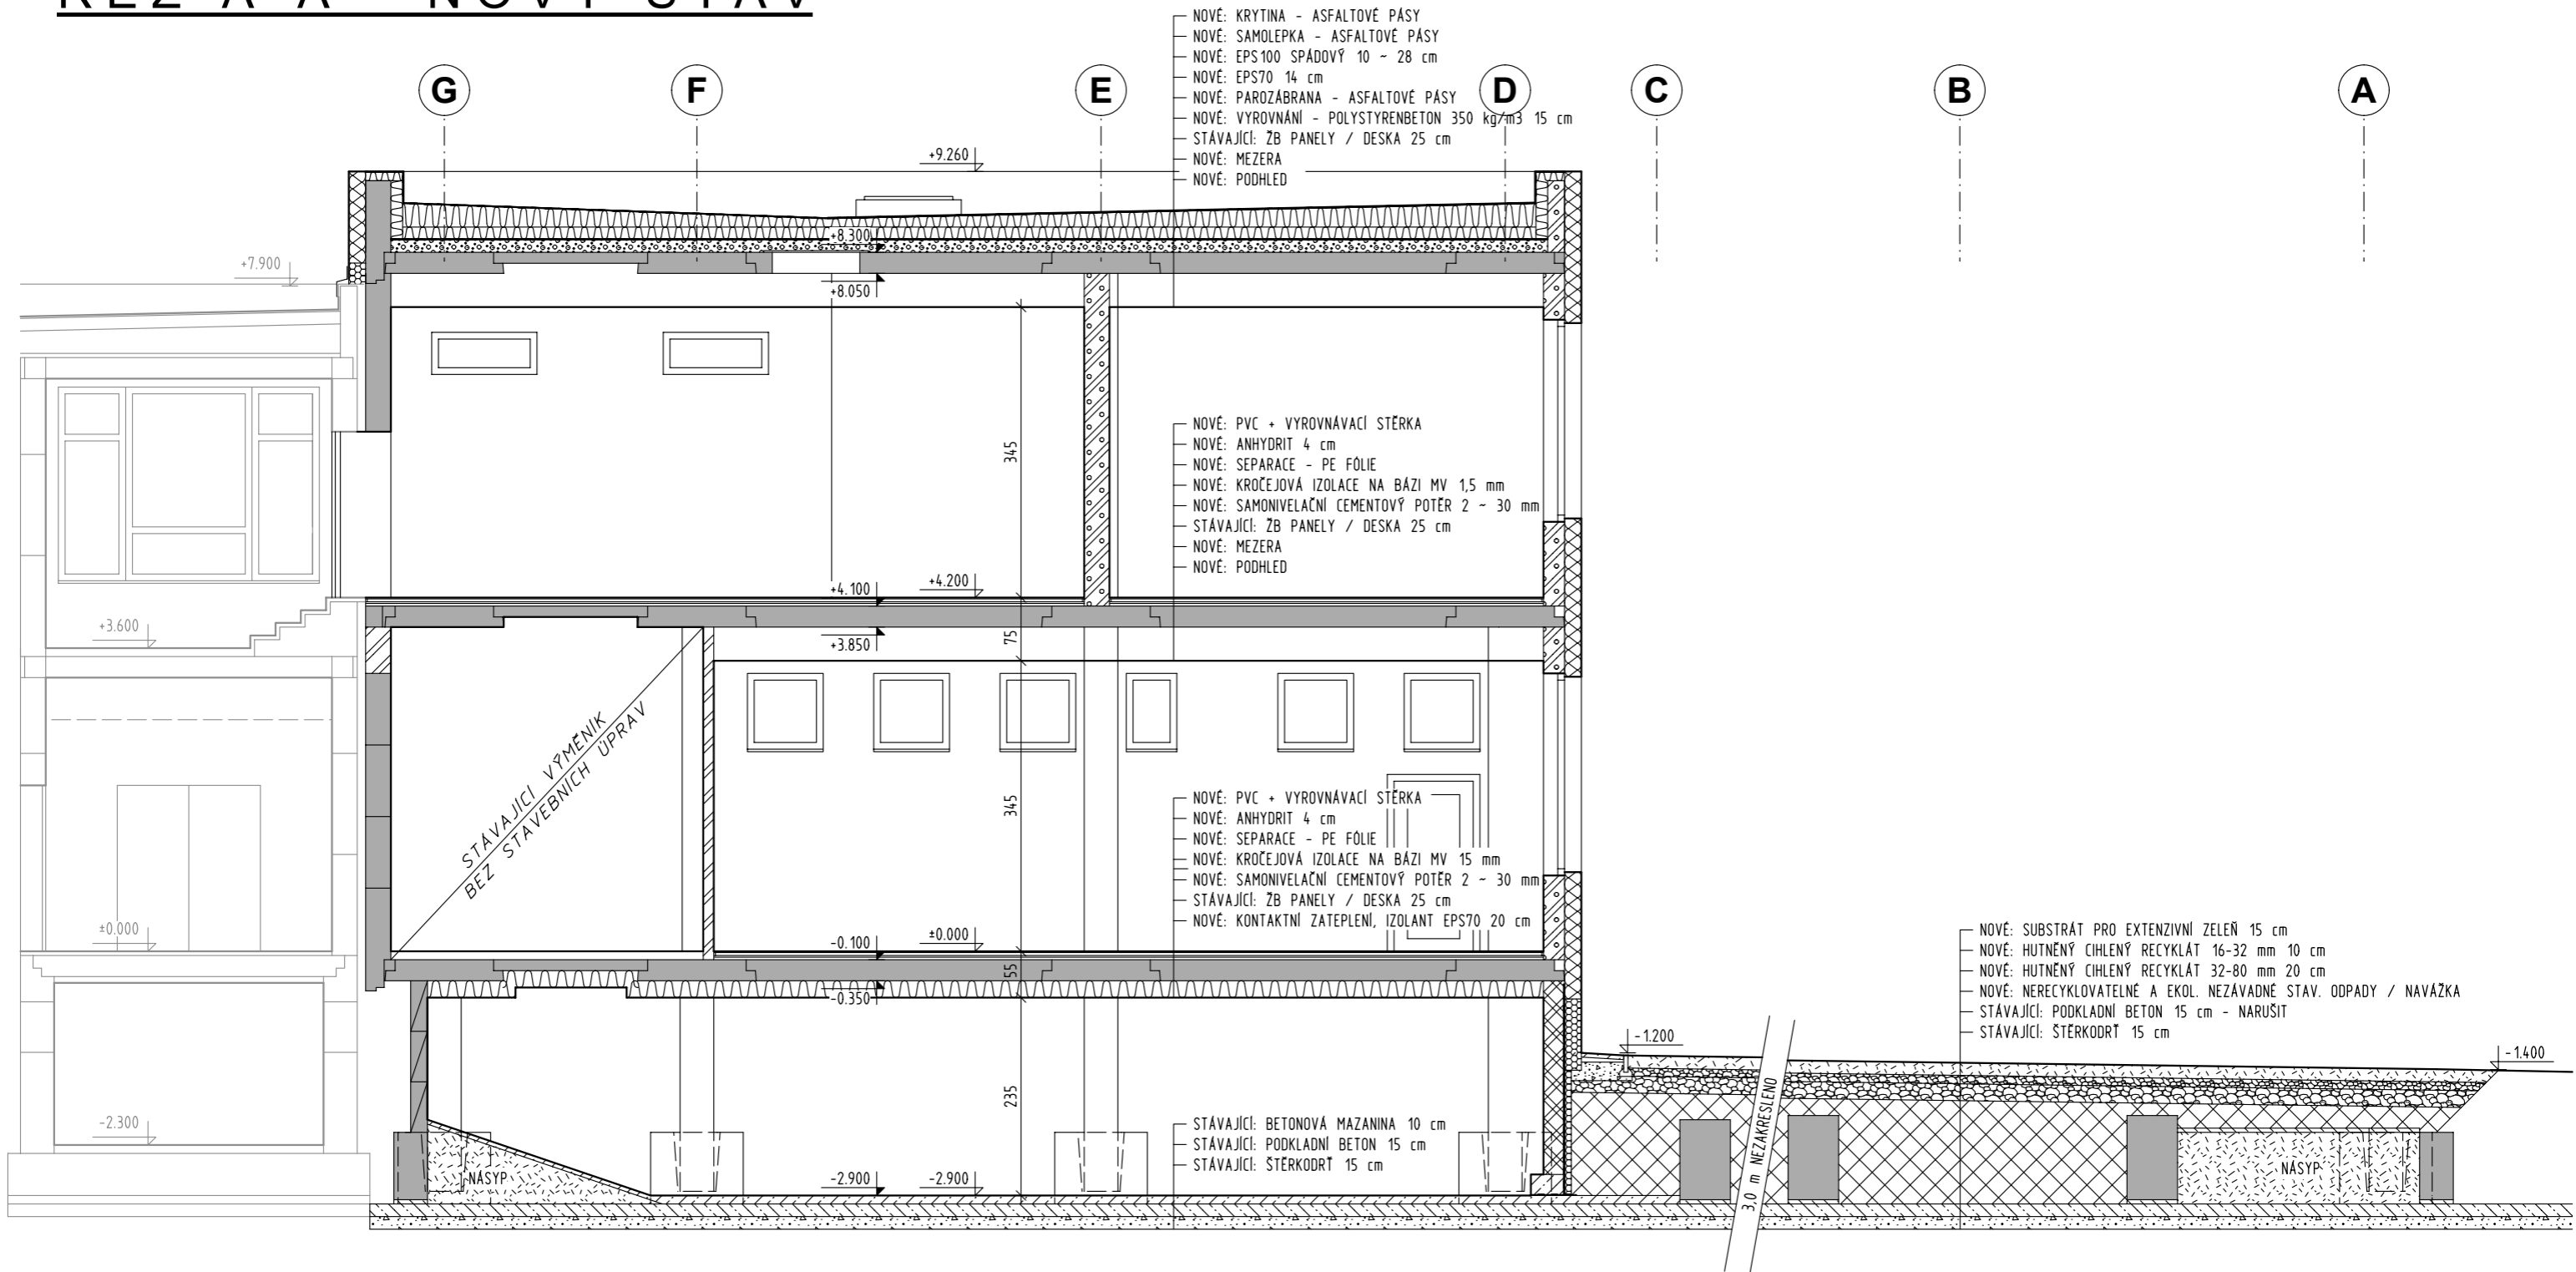 ŘEZ A-A - NOVÝ STAV
NOVÉ: KRYTINA - ASFALTOVÉ PÁSY
NOVÉ: SAMOLEPKA - ASFALTOVÉ PÁSY
NOVÉ: EPS100 SPÁDOVÝ 10 ~ 28 cm
NOVÉ: EPS70 14 cm
NOVÉ: PAROZÁBRANA - ASFALTOVÉ PÁSY
NOVÉ: VYROVNÁNÍ - POLYSTYRENBETON 350 kg/m3 15 cm
STÁVAJÍCÍ: ŽB PANELY / DESKA 25 cm
NOVÉ: MEZERA
NOVÉ: PODHLED
G
F
E
D
C
B
A
+9.260
+8.300
+7.900
+8.050
345
NOVÉ: PVC + VYROVNÁVACÍ STĚRKA
NOVÉ: ANHYDRIT 4 cm
NOVÉ: SEPARACE - PE FÓLIE
NOVÉ: KROČEJOVÁ IZOLACE NA BÁZI MV 1,5 mm
NOVÉ: SAMONIVELAČNÍ CEMENTOVÝ POTĚR 2 ~ 30 mm
STÁVAJÍCÍ: ŽB PANELY / DESKA 25 cm
NOVÉ: MEZERA
NOVÉ: PODHLED
+4.100
+4.200
+3.600
+3.850
75
STÁVAJÍCÍ VÝMĚNÍK
BEZ STAVEBNÍCH ÚPRAV
345
NOVÉ: PVC + VYROVNÁVACÍ STĚRKA
NOVÉ: ANHYDRIT 4 cm
NOVÉ: SEPARACE - PE FÓLIE
NOVÉ: KROČEJOVÁ IZOLACE NA BÁZI MV 15 mm
NOVÉ: SAMONIVELAČNÍ CEMENTOVÝ POTĚR 2 ~ 30 mm
STÁVAJÍCÍ: ŽB PANELY / DESKA 25 cm
NOVÉ: KONTAKTNÍ ZATEPLENÍ, IZOLANT EPS70 20 cm
±0.000
-0.100
±0.000
55
-0.350
NOVÉ: SUBSTRÁT PRO EXTENZIVNÍ ZELEŇ 15 cm
NOVÉ: HUTNĚNÝ CIHLENÝ RECYKLÁT 16-32 mm 10 cm
NOVÉ: HUTNĚNÝ CIHLENÝ RECYKLÁT 32-80 mm 20 cm
NOVÉ: NERECYKLOVATELNÉ A EKOL. NEZÁVADNÉ STAV. ODPADY / NAVÁŽKA
STÁVAJÍCÍ: PODKLADNÍ BETON 15 cm - NARUŠIT
STÁVAJÍCÍ: ŠTĚRKODRŤ 15 cm
-1.200
-1.400
235
-2.300
STÁVAJÍCÍ: BETONOVÁ MAZANINA 10 cm
STÁVAJÍCÍ: PODKLADNÍ BETON 15 cm
STÁVAJÍCÍ: ŠTĚRKODRŤ 15 cm
3,0 m NEZAKRESLENO
NÁSYP
-2.900
-2.900
NÁSYP